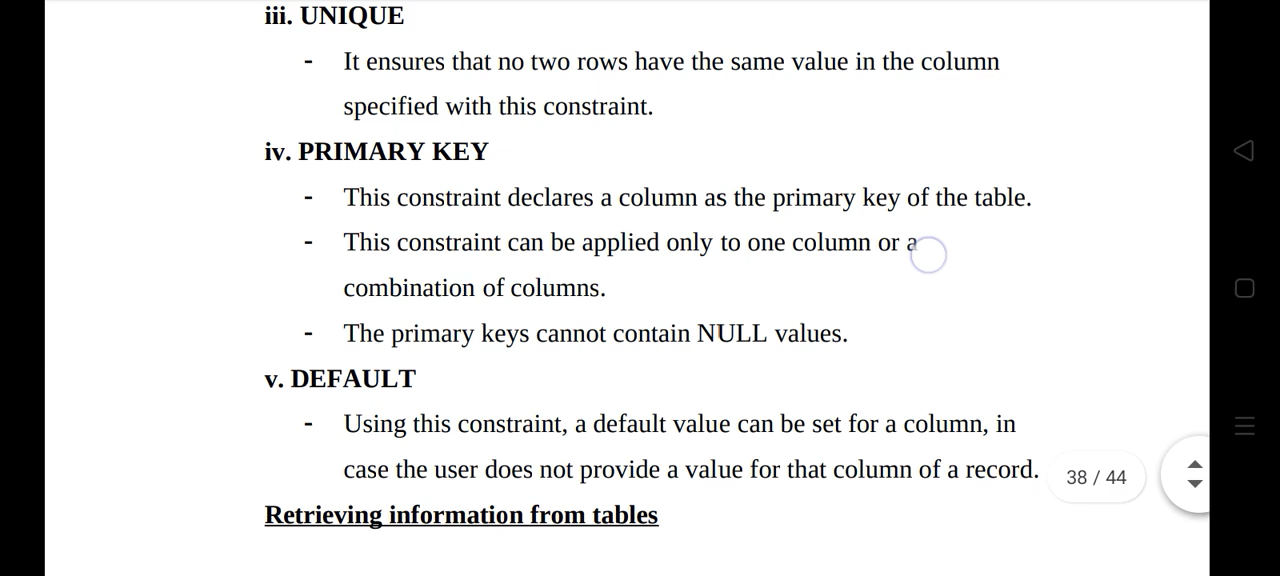 iii. UNIQUE
- It ensures that no two rows have the same value in the column
specified with this constraint.
iv. PRIMARY KEY
- This constraint declares a column as the primary key of the table.
- This constraint can be applied only to one column or a
combination of columns.
- The primary keys cannot contain NULL values.
v. DEFAULT
- Using this constraint, a default value can be set for a column, in
case the user does not provide a value for that column of a record.
38 / 44
Retrieving information from tables